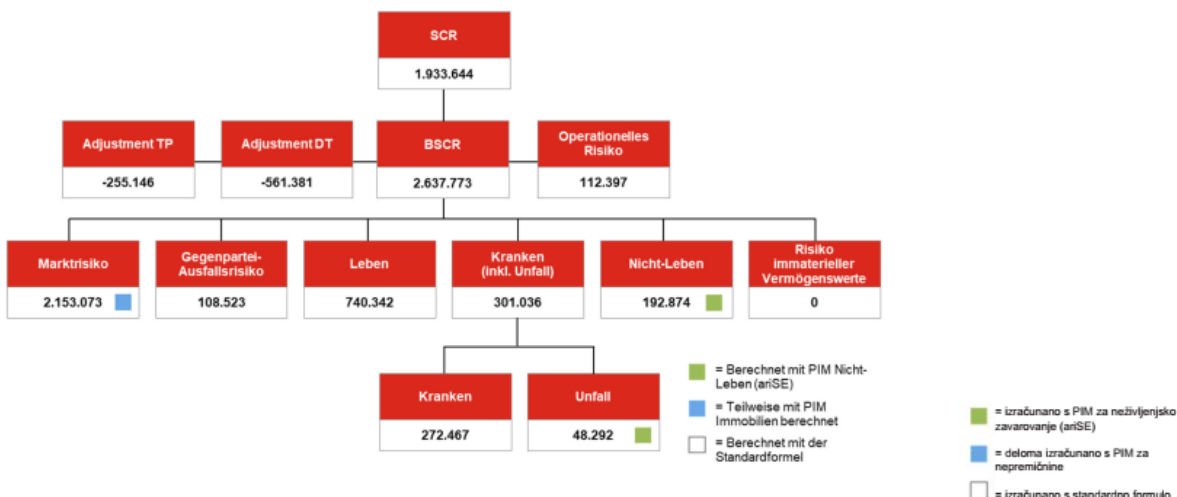 SCR
1.933.644
Adjustment TP
-255.146
Adjustment DT
-561.381
BSCR
2.637.773
Operationelles
Risiko
112.397
Marktrisiko
2.153.073
Gegenpartei-
Ausfallsrisiko
108.523
Leben
740.342
Kranken
(inkl. Unfall)
301.036
Nicht-Leben
192.874
Risiko
immaterieller
Vermögenswerte
0
Kranken
272.467
Unfall
48.292
= Berechnet mit PIM Nicht-
Leben (ariSE)
= Teilweise mit PIM
Immobilien berechnet
= Berechnet mit der
Standardformel
= izračunano s PIM za neživljenjsko
zavarovanje (ariSE)
= deloma izračunano s PIM za
nepremičnine
= izračunano s standardno formulo